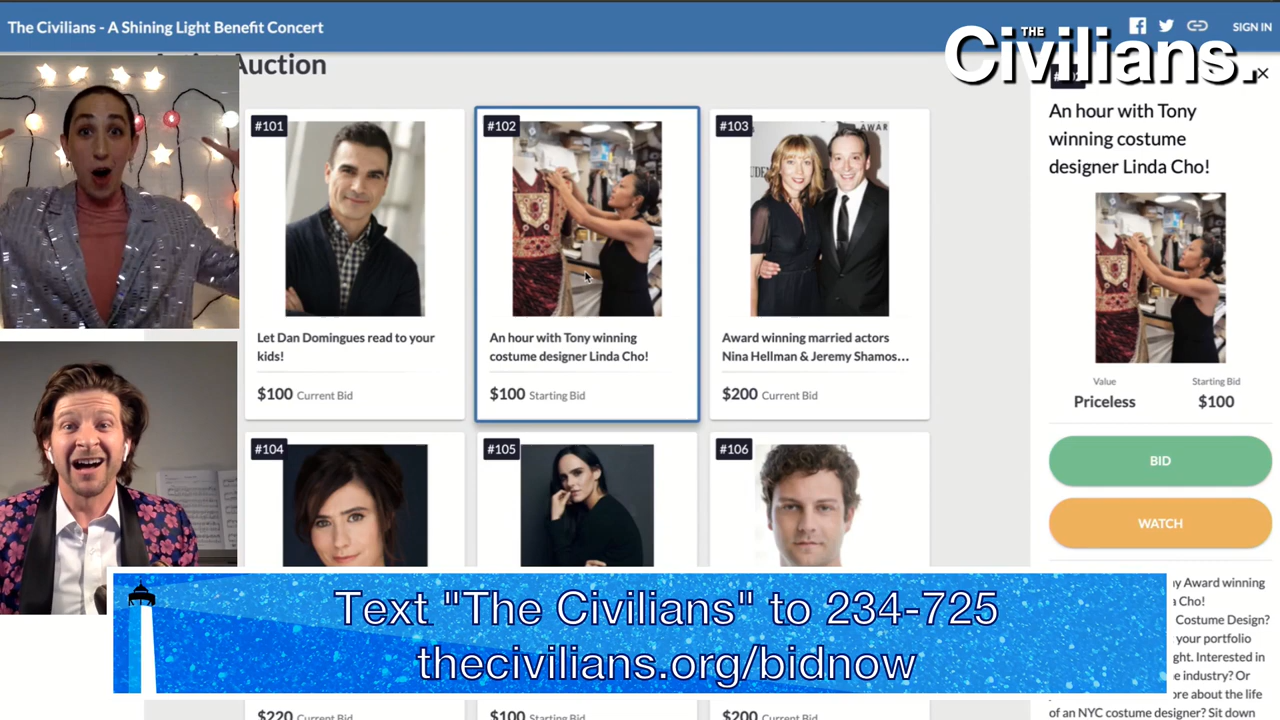 The Civilians - A Shining Light Benefit Concert
SIGN IN
THE
Civilians.
Auction
#101
#102
#103
AWAR
Let Dan Domingues read to your
kids!
$100 Current Bid
An hour with Tony winning
costume designer Linda Cho!
$100 Starting Bid
Award winning married actors
Nina Hellman & Jeremy Shamos...
$200 Current Bid
#104
#105
#106
$220 Current Bid
$100 Starting Bid
$200 Current Bid
An hour with Tony
winning costume
designer Linda Cho!
Value
Priceless
Starting Bid
$100
BID
WATCH
Award winning
Cho!
Costume Design?
your portfolio
Interested in
industry? Or
about the life
of an NYC costume designer? Sit down
Text "The Civilians" to 234-725
thecivilians.org/bidnow